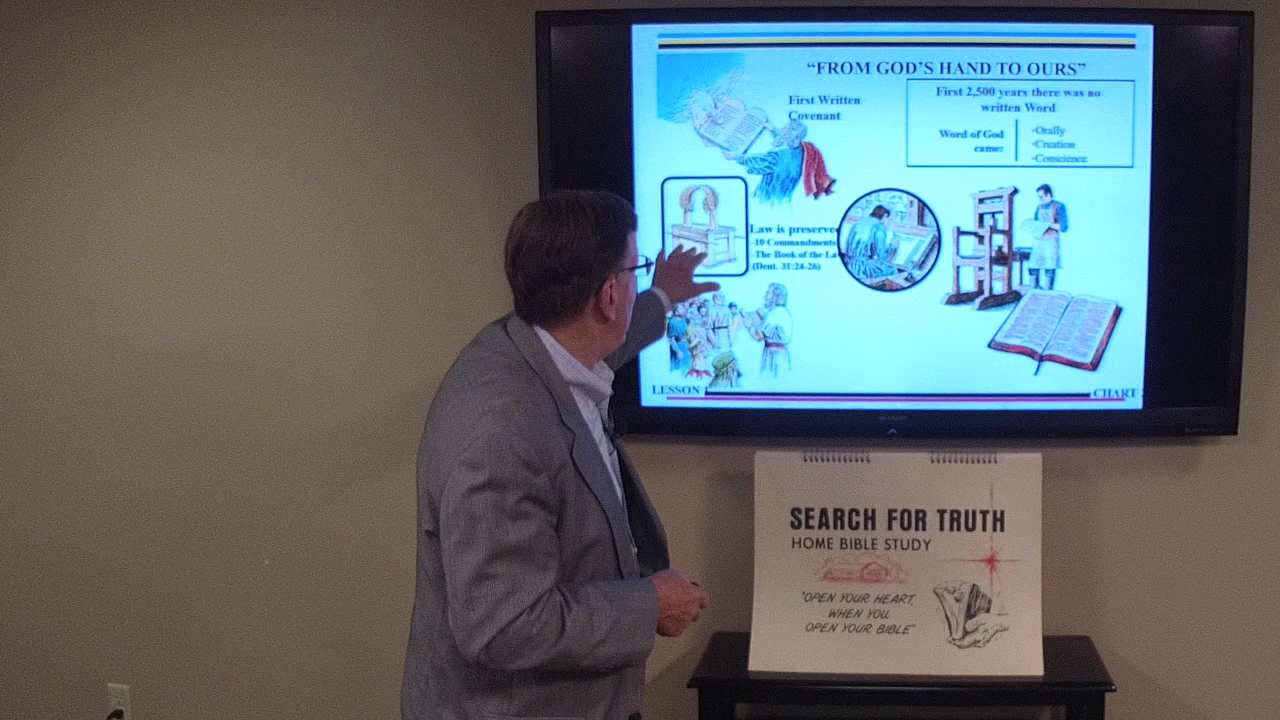 “FROM GOD’S HAND TO OURS”
First Written
Covenant
First 2,500 years there was no
written Word
Word of God
came:
•Orally
•Creation
•Conscience
Law is preserve
-10 Commandments
-The Book of the La
(Deut. 31:24-26)
LESSON
CHART
SEARCH FOR TRUTH
HOME BIBLE STUDY
"OPEN YOUR HEART,
WHEN YOU
OPEN YOUR BIBLE"